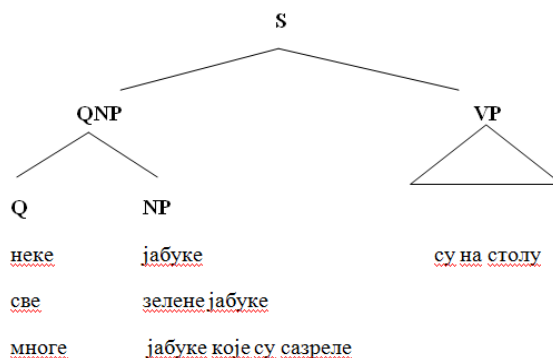 S
QNP VP
Q NP
неке јабуке су на столу
све зелене јабуке
многе јабуке које су сазреле